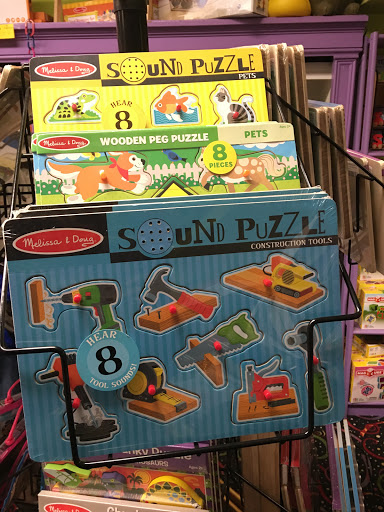 Melissa & Doug
SOUND PUZZLE
PETS
HEAR
8
Melissa & Doug
WOODEN PEG PUZZLE
PETS
8
PIECES
Melissa & Doug
SOUND PUZZLE
CONSTRUCTION TOOLS
HEAR
8
TOOL SOUNDS!
Melissa & Doug